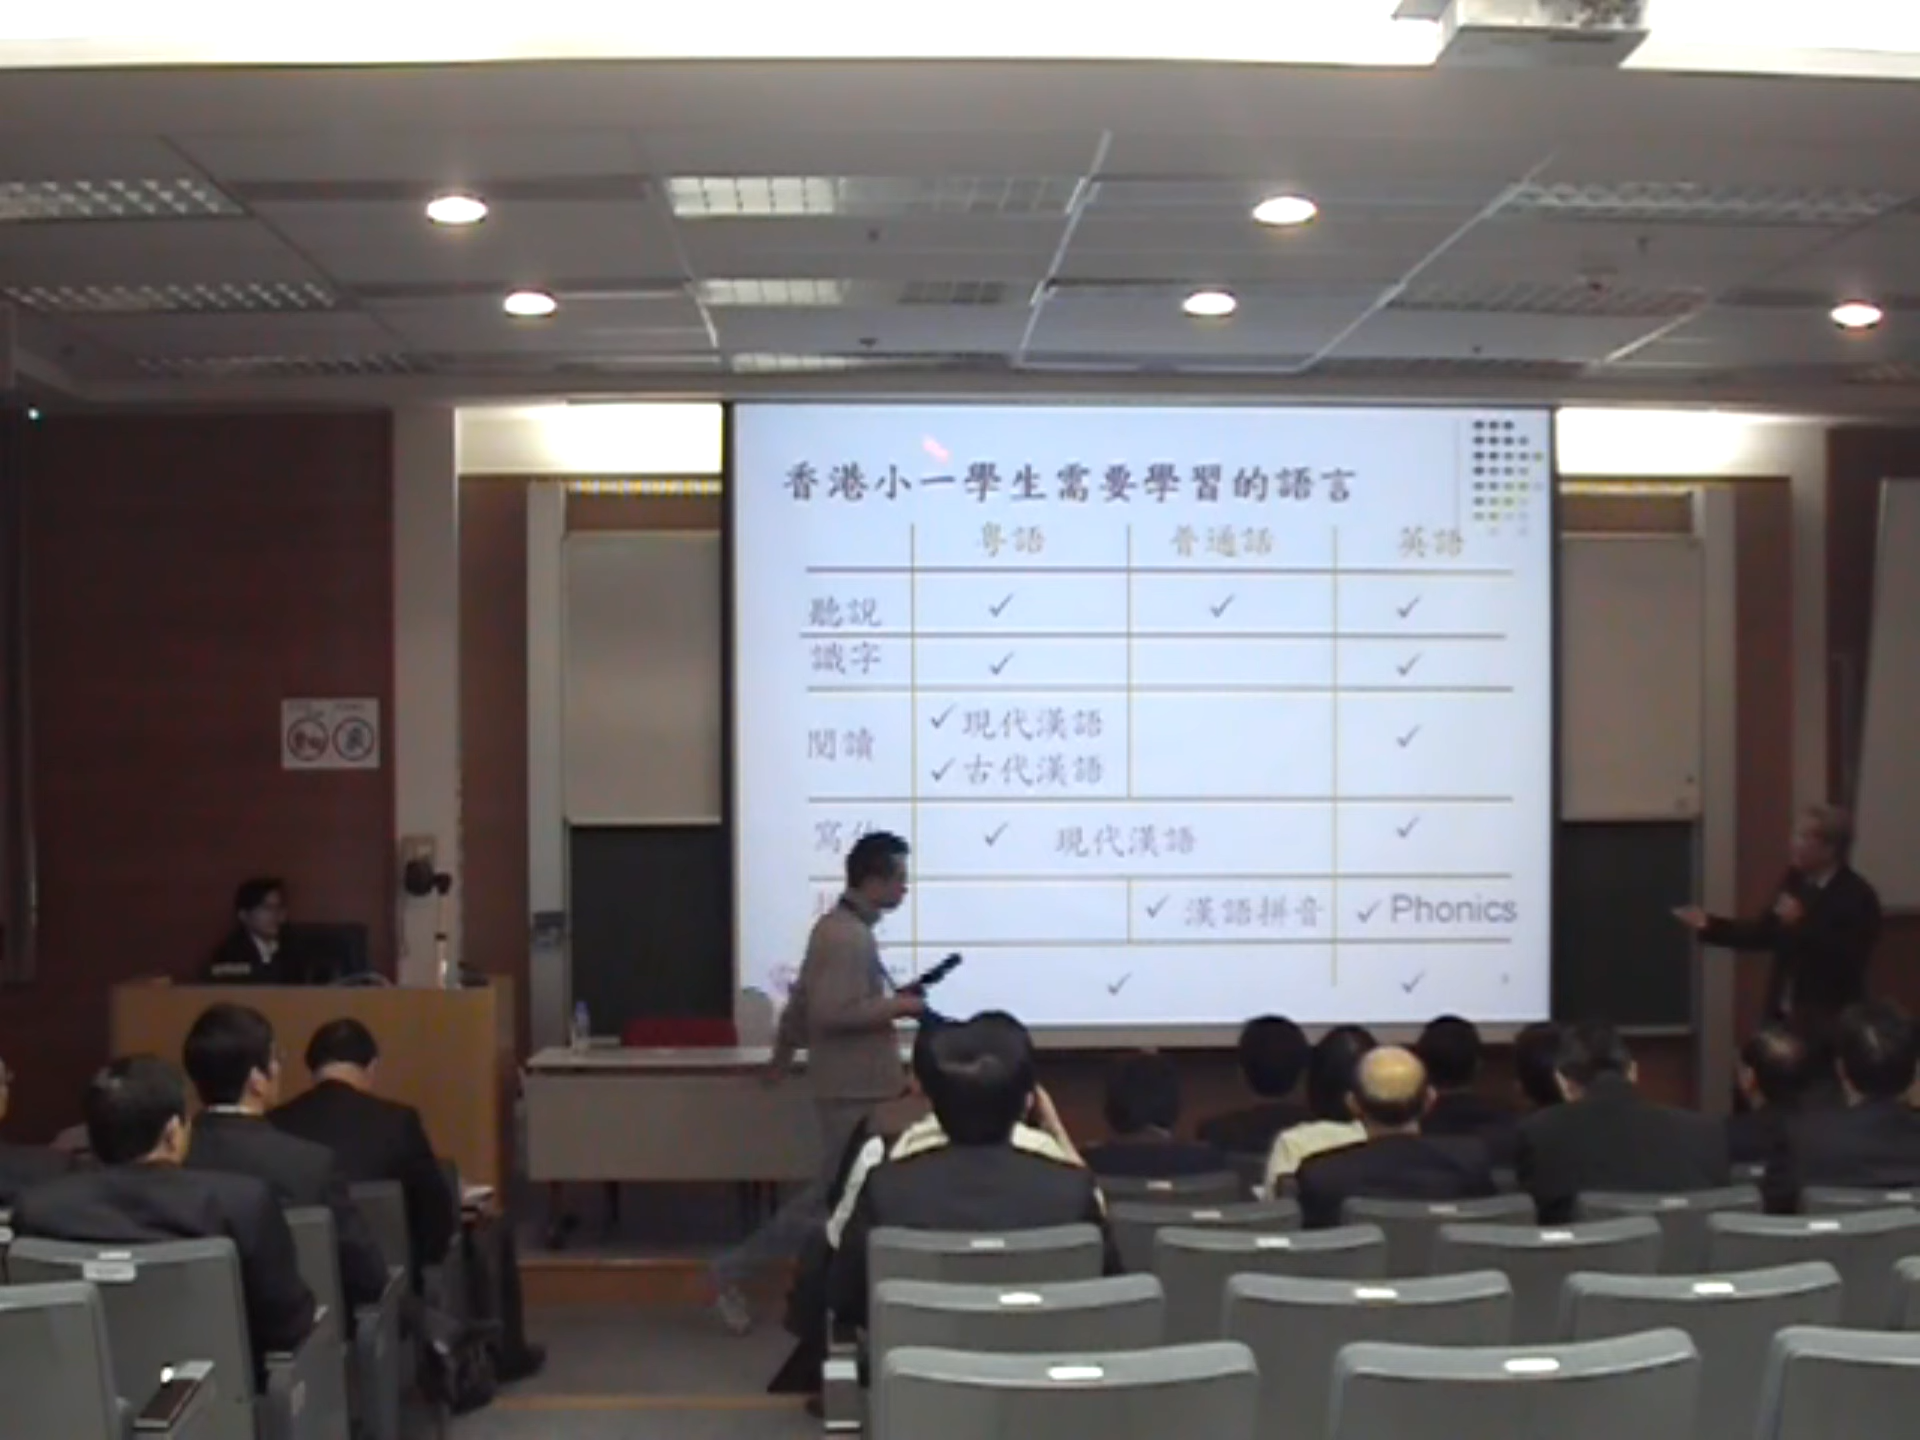 香港小一學生需要學習的語言
粵語 普通話 英語
聽說 ✓ ✓ ✓
識字 ✓ ✓
閱讀 ✓現代漢語 ✓
✓古代漢語
寫 ✓ 現代漢語 ✓
✓ 漢語拼音 ✓ Phonics
✓ ✓